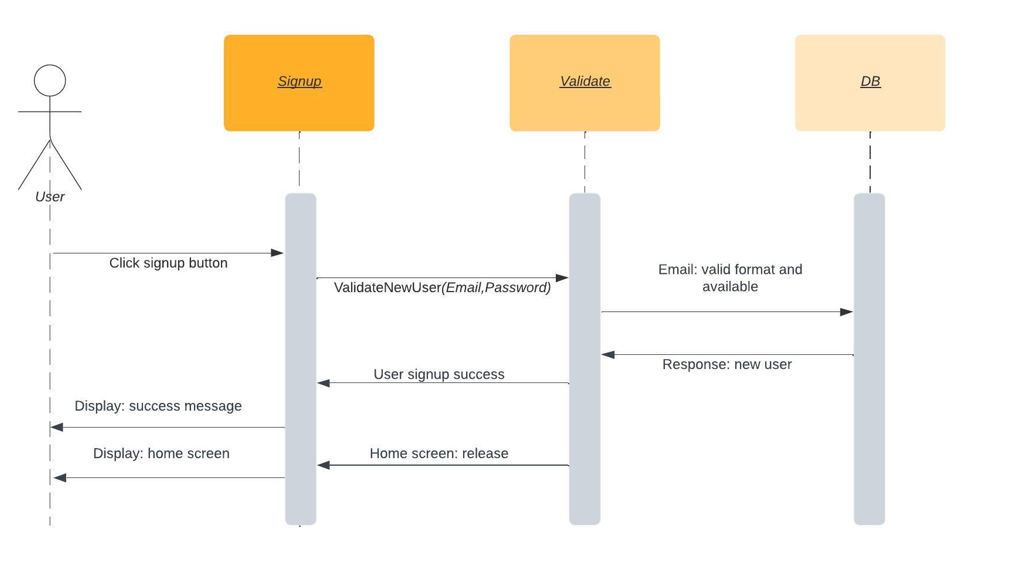 Signup
Validate
DB
User
Click signup button
ValidateNewUser(Email,Password)
Email: valid format and
available
Response: new user
User signup success
Display: success message
Home screen: release
Display: home screen